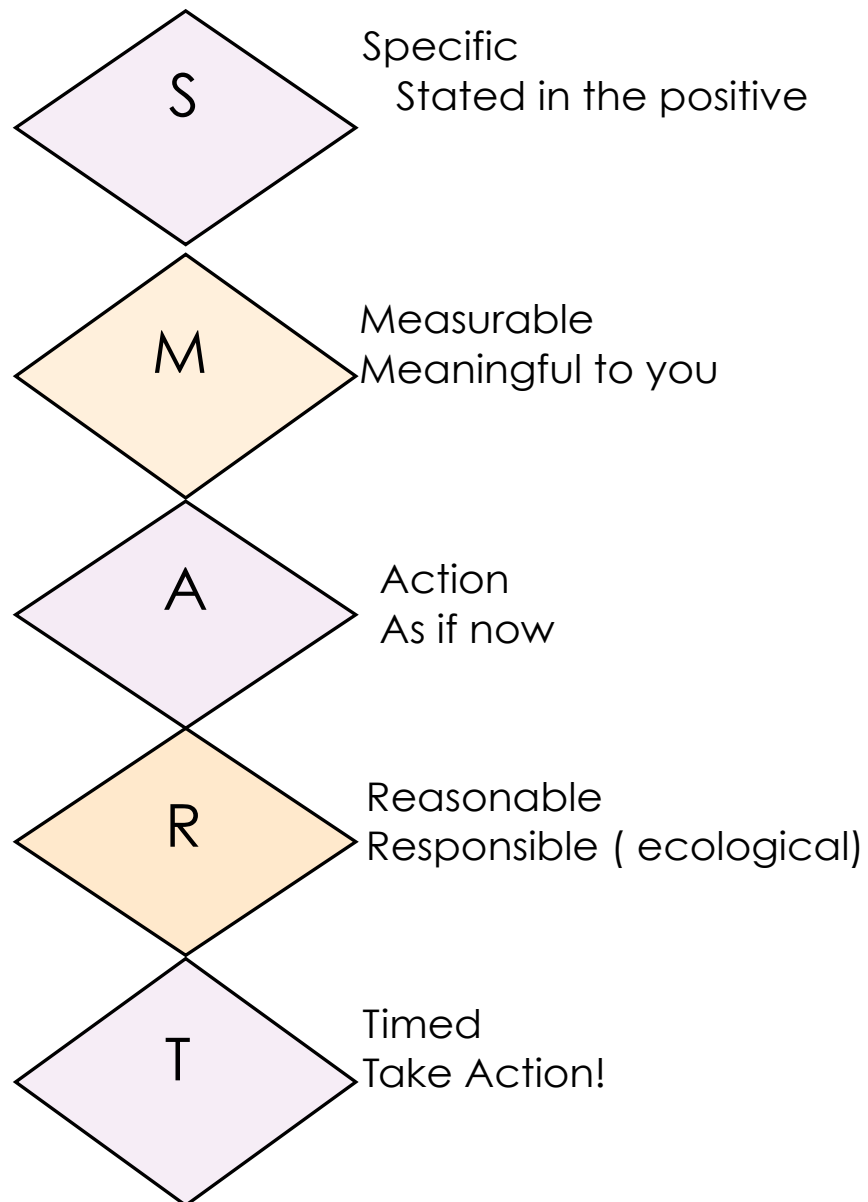 S
Specific
Stated in the positive
M
Measurable
Meaningful to you
A
Action
As if now
R
Reasonable
Responsible ( ecological)
T
Timed
Take Action!